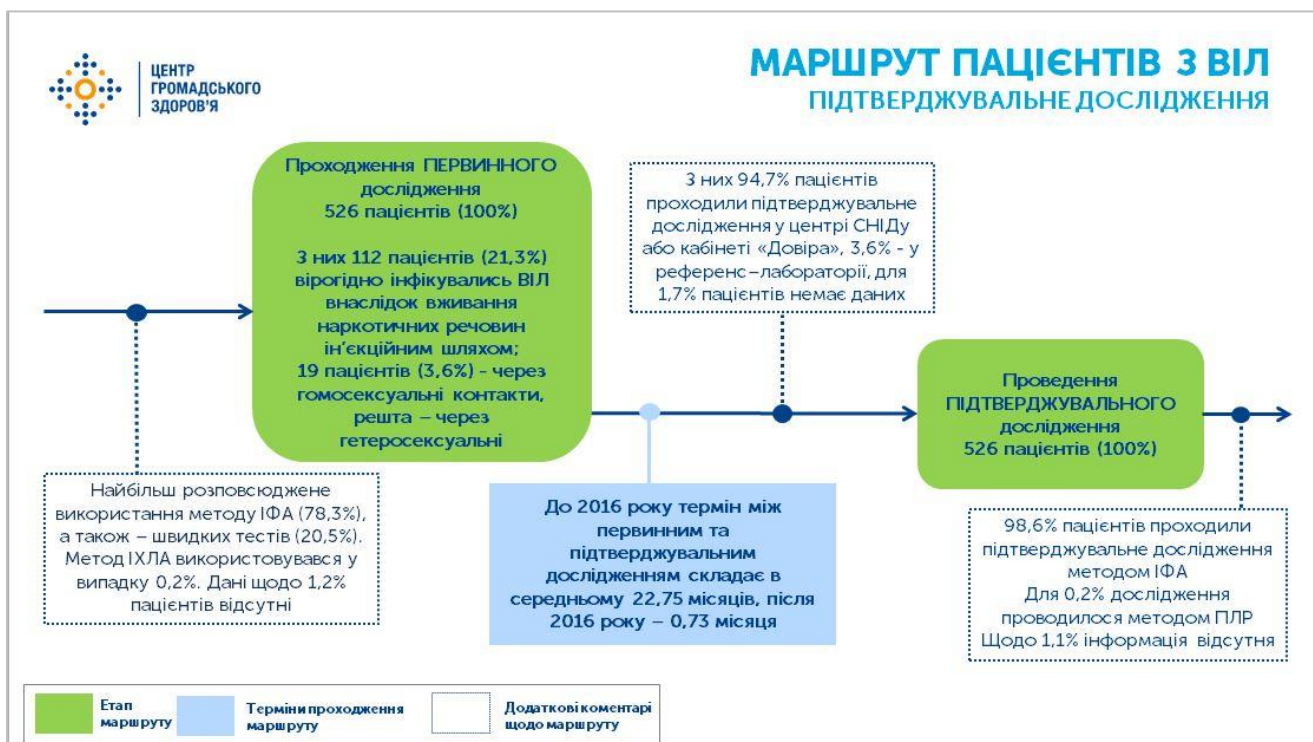 ЦЕНТР
ГРОМАДСЬКОГО
ЗДОРОВ'Я
МАРШРУТ ПАЦІЄНТІВ З ВІЛ
ПІДТВЕРДЖУВАЛЬНЕ ДОСЛІДЖЕННЯ
Проходження ПЕРВИННОГО
дослідження
526 пацієнтів (100%)
З них 112 пацієнтів (21,3%)
вірогідно інфікувались ВІЛ
внаслідок вживання
наркотичних речовин
ін'єкційним шляхом;
19 пацієнтів (3,6%) - через
гомосексуальні контакти,
решта – через
гетеросексуальні
З них 94,7% пацієнтів
проходили підтверджувальне
дослідження у центрі СНІДу
або кабінеті «Довіра», 3,6% - у
референс–лабораторії, для
1,7% пацієнтів немає даних
Проведення
ПІДТВЕРДЖУВАЛЬНОГО
дослідження
526 пацієнтів (100%)
Найбільш розповсюджене
використання методу ІФА (78,3%),
а також – швидких тестів (20,5%).
Метод ІХЛА використовувався у
випадку 0,2%. Дані щодо 1,2%
пацієнтів відсутні
До 2016 року термін між
первинним та
підтверджувальним
дослідженням складає в
середньому 22,75 місяців, після
2016 року – 0,73 місяця
98,6% пацієнтів проходили
підтверджувальне дослідження
методом ІФА
Для 0,2% дослідження
проводилося методом ПЛР
Щодо 1,1% інформація відсутня
Етап
маршруту
Терміни проходження
маршруту
Додаткові коментарі
щодо маршруту